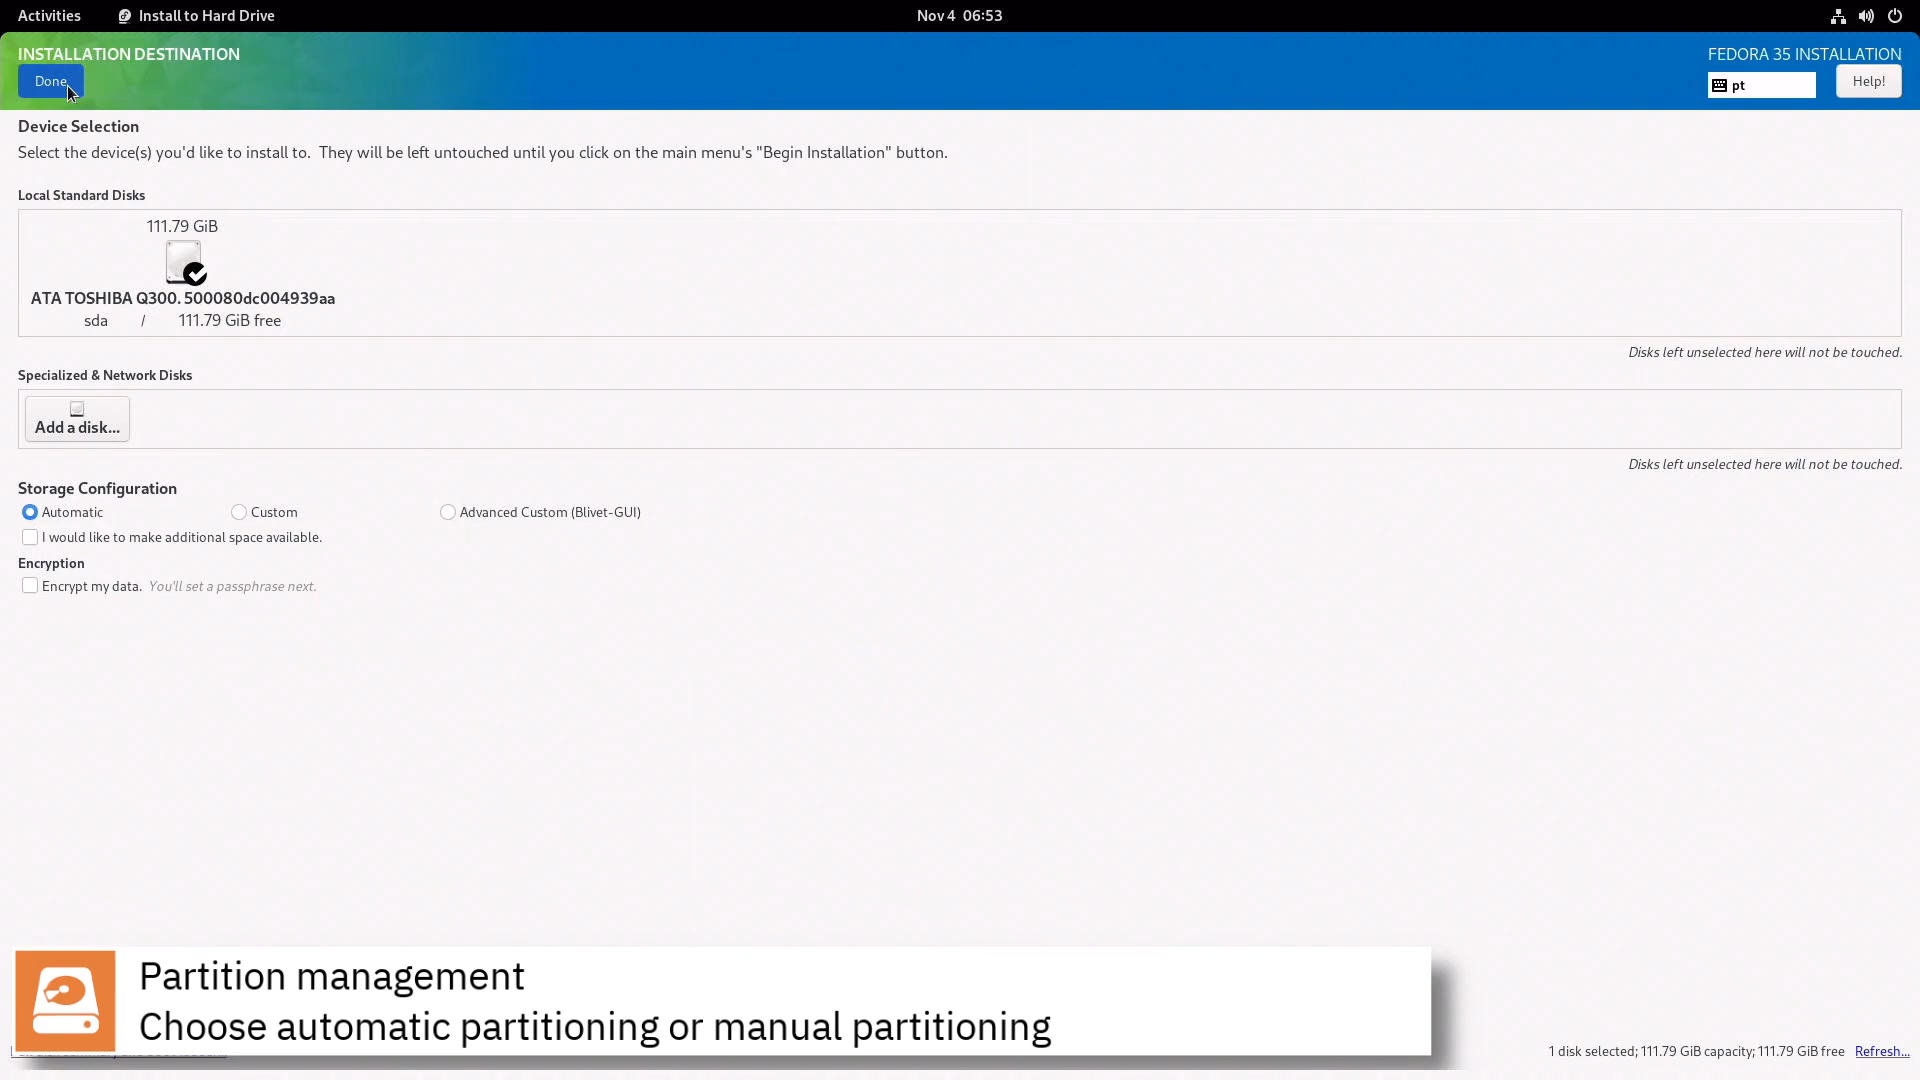 Activities Install to Hard Drive Nov 4 06:53
INSTALLATION DESTINATION FEDORA 35 INSTALLATION
Done pt Help!
Device Selection
Select the device(s) you'd like to install to. They will be left untouched until you click on the main menu's "Begin Installation" button.
Local Standard Disks
111.79 GiB
ATA TOSHIBA Q300. 500080dc004939aa
sda / 111.79 GiB free
Disks left unselected here will not be touched.
Specialized & Network Disks
Add a disk...
Disks left unselected here will not be touched.
Storage Configuration
Automatic Custom Advanced Custom (Blivet-GUI)
I would like to make additional space available.
Encryption
Encrypt my data. You'll set a passphrase next.
Partition management
Choose automatic partitioning or manual partitioning
1 disk selected; 111.79 GiB capacity; 111.79 GiB free Refresh...